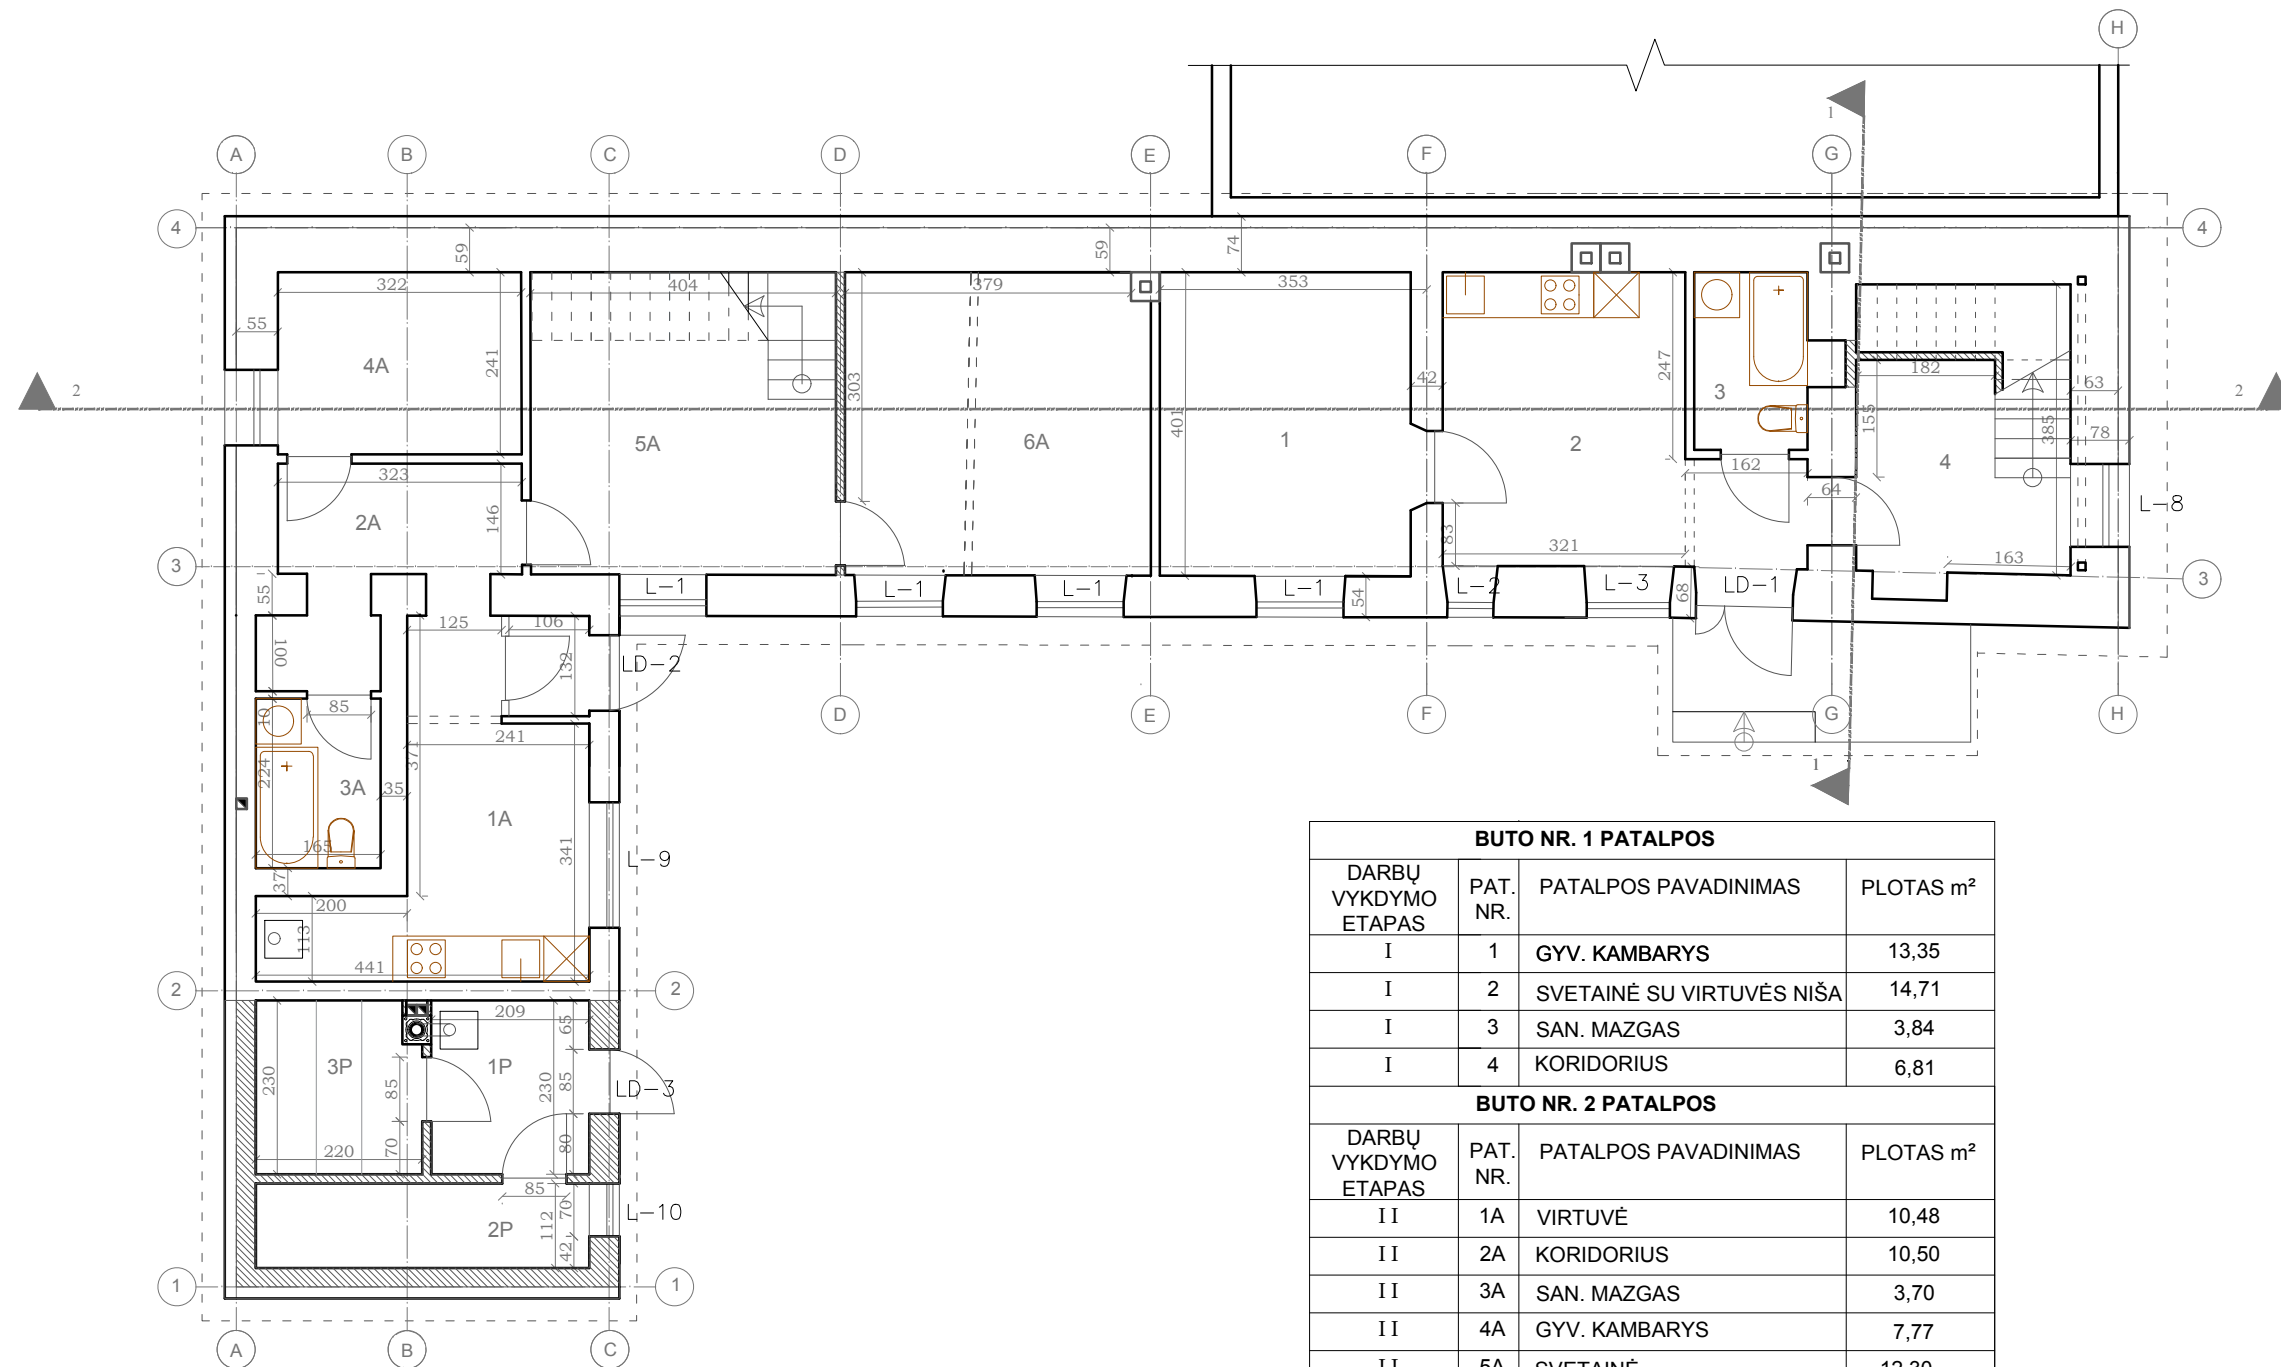 H
1
A B C D E F G
4 4
59 59 74
322 404 379 353
55
4A 241 303 42 247 3 182 63
2 2
401 155 385 78
5A 6A 1 2 4
323 162
2A 146 64 L-8
83 321
3 163 3
55 L-1 L-1 L-1 L-1 54 L-2 L-3 68 LD-1
125 106
100 132 LD-2
85 D E F G H
10 241
371
224 3A 35 1
1A
165 341 L-9
37
200
113
441
2 2
209 65
3P 1P
230 85 230 85 LD-3
220 70 80
85
112 70 L-10
2P
42
1 1
A B C
BUTO NR. 1 PATALPOS
DARBŲ VYKDYMO ETAPAS PAT. NR. PATALPOS PAVADINIMAS PLOTAS m²
I 1 GYV. KAMBARYS 13,35
I 2 SVETAINĖ SU VIRTUVĖS NIŠA 14,71
I 3 SAN. MAZGAS 3,84
I 4 KORIDORIUS 6,81
BUTO NR. 2 PATALPOS
DARBŲ VYKDYMO ETAPAS PAT. NR. PATALPOS PAVADINIMAS PLOTAS m²
II 1A VIRTUVĖ 10,48
II 2A KORIDORIUS 10,50
II 3A SAN. MAZGAS 3,70
II 4A GYV. KAMBARYS 7,77
II 5A SVETAINĖ 12,30